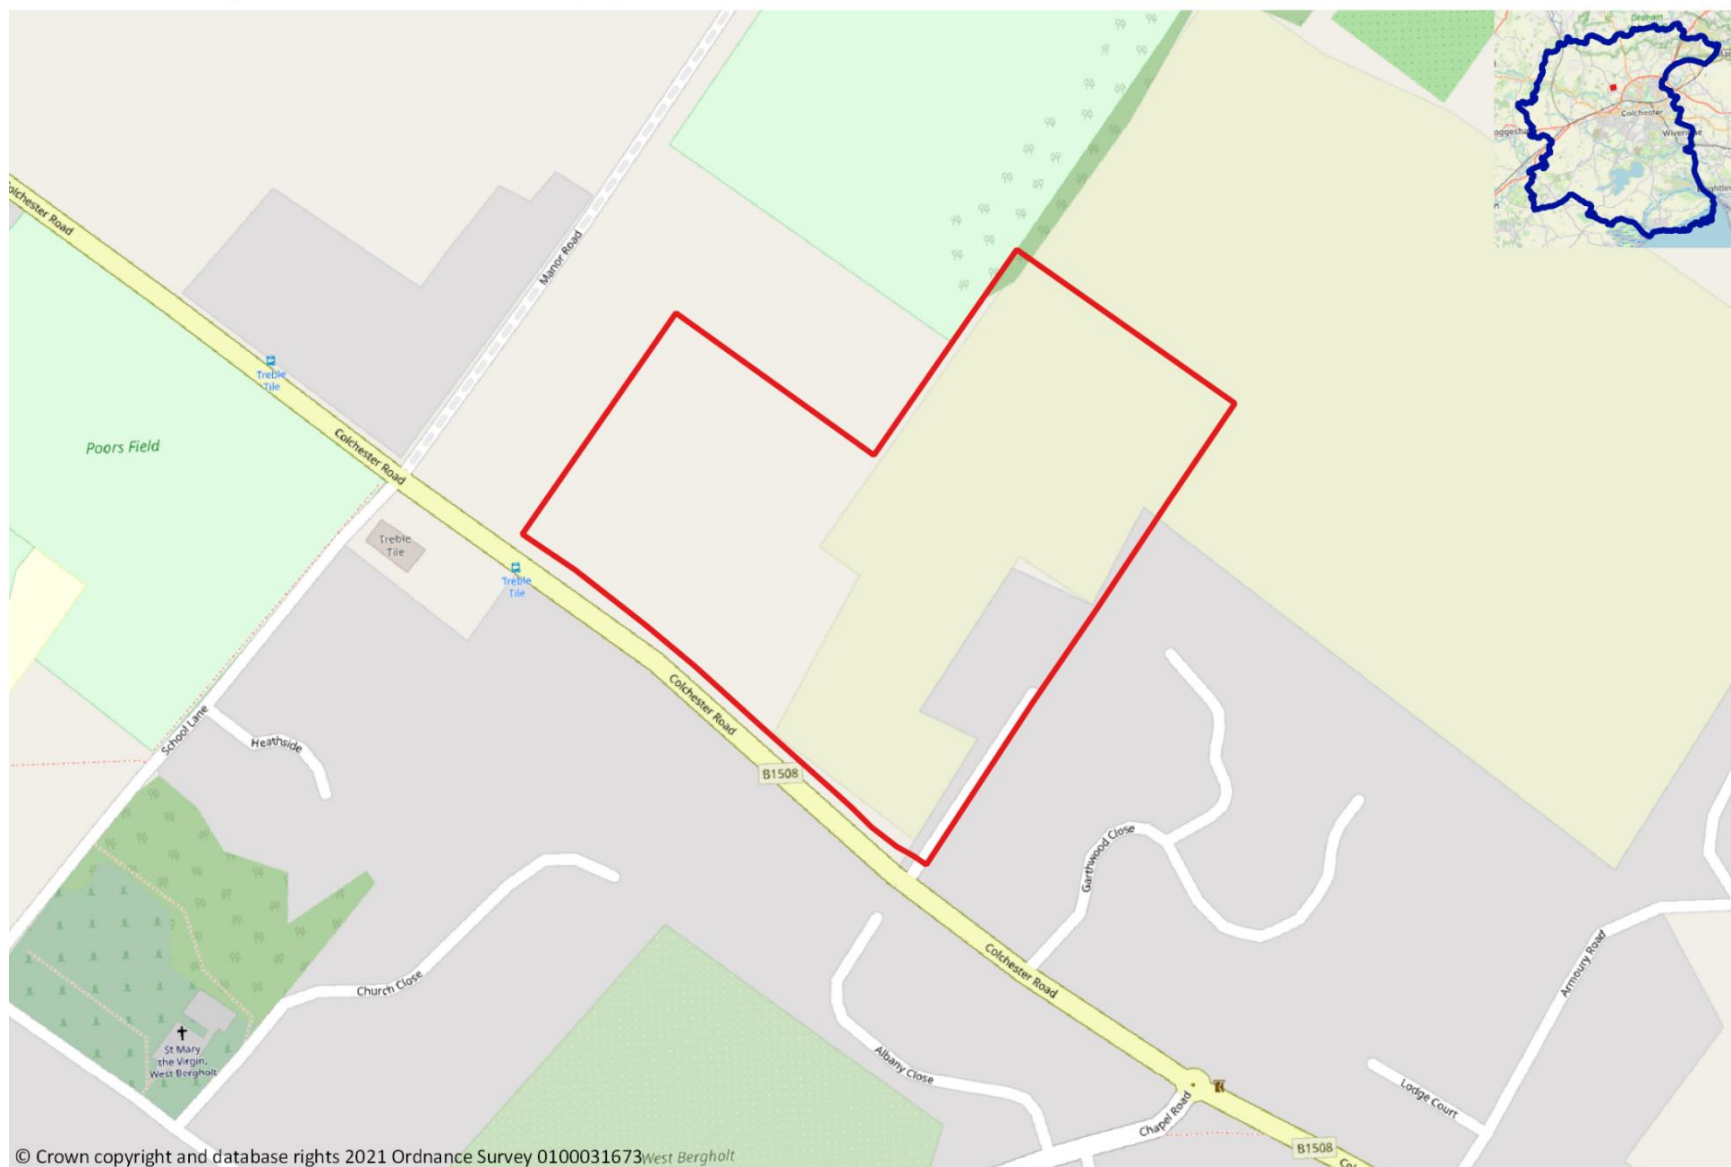 Dedham
Colchester
Wivenhoe
Colchester Road
Manor Road
Treble
Tile
Poors Field
Colchester Road
Treble
Tile
Treble
Tile
Colchester Road
School Lane
Heathside
B1508
Garthwood Close
Church Close
Colchester Road
Armoury Road
St Mary
the Virgin,
West Bergholt
Albany Close
Lodge Court
Chapel Road
B1508
© Crown copyright and database rights 2021 Ordnance Survey 0100031673
West Bergholt